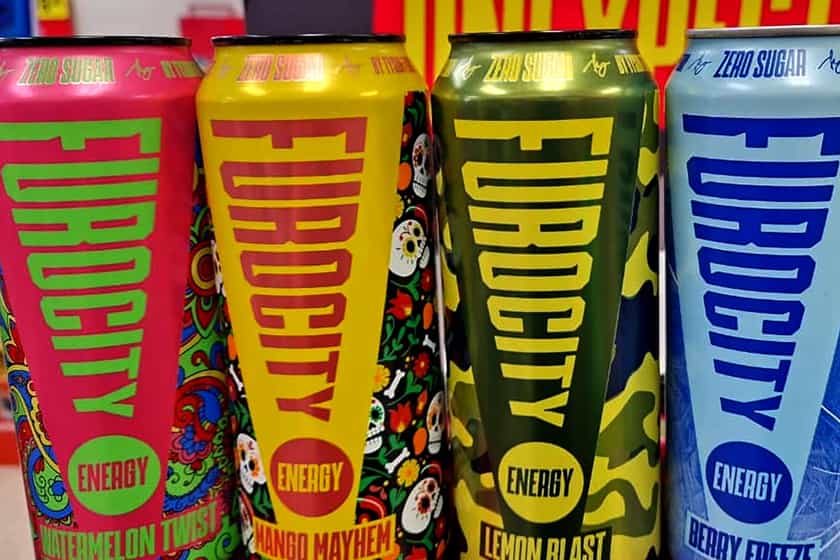 ZERO SUGAR
FUROCITY
ENERGY
WATERMELON TWIST
ZERO SUGAR
FUROCITY
ENERGY
MANGO MAYHEM
ZERO SUGAR
FUROCITY
ENERGY
LEMON BLAST
ZERO SUGAR
FUROCITY
ENERGY
BERRY FREEZE